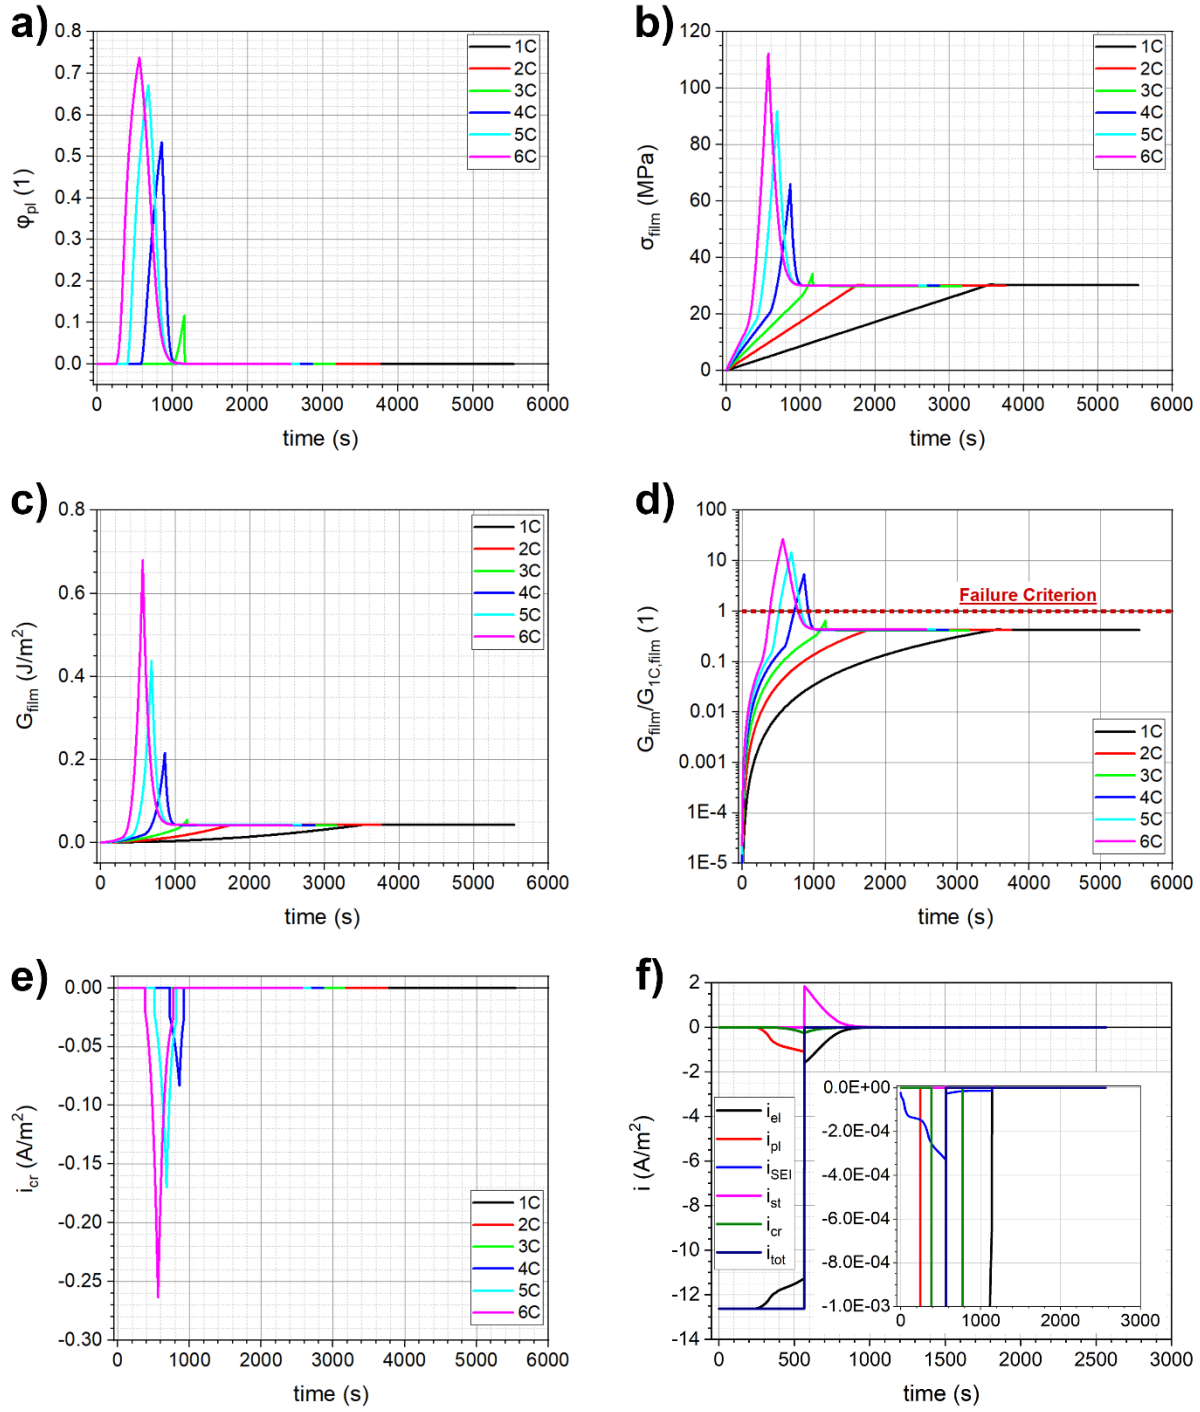 a)
0.8
0.7
0.6
0.5
0.4
0.3
0.2
0.1
0.0
φpl (1)
1C
2C
3C
4C
5C
6C
0 1000 2000 3000 4000 5000 6000
time (s)
b)
120
100
80
60
40
20
0
σfilm (MPa)
1C
2C
3C
4C
5C
6C
0 1000 2000 3000 4000 5000 6000
time (s)
c)
0.8
0.6
0.4
0.2
0.0
Gfilm (J/m²)
1C
2C
3C
4C
5C
6C
0 1000 2000 3000 4000 5000 6000
time (s)
d)
100
10
1
0.1
0.01
0.001
1E-4
1E-5
Gfilm/G1C,film (1)
Failure Criterion
1C
2C
3C
4C
5C
6C
0 1000 2000 3000 4000 5000 6000
time (s)
e)
0.00
-0.05
-0.10
-0.15
-0.20
-0.25
-0.30
icr (A/m²)
1C
2C
3C
4C
5C
6C
0 1000 2000 3000 4000 5000 6000
time (s)
f)
2
0
-2
-4
-6
-8
-10
-12
-14
i (A/m²)
iel
ipl
iSEI
ist
icr
itot
0.0E+00
-2.0E-04
-4.0E-04
-6.0E-04
-8.0E-04
-1.0E-03
0 1000 2000 3000
0 500 1000 1500 2000 2500 3000
time (s)